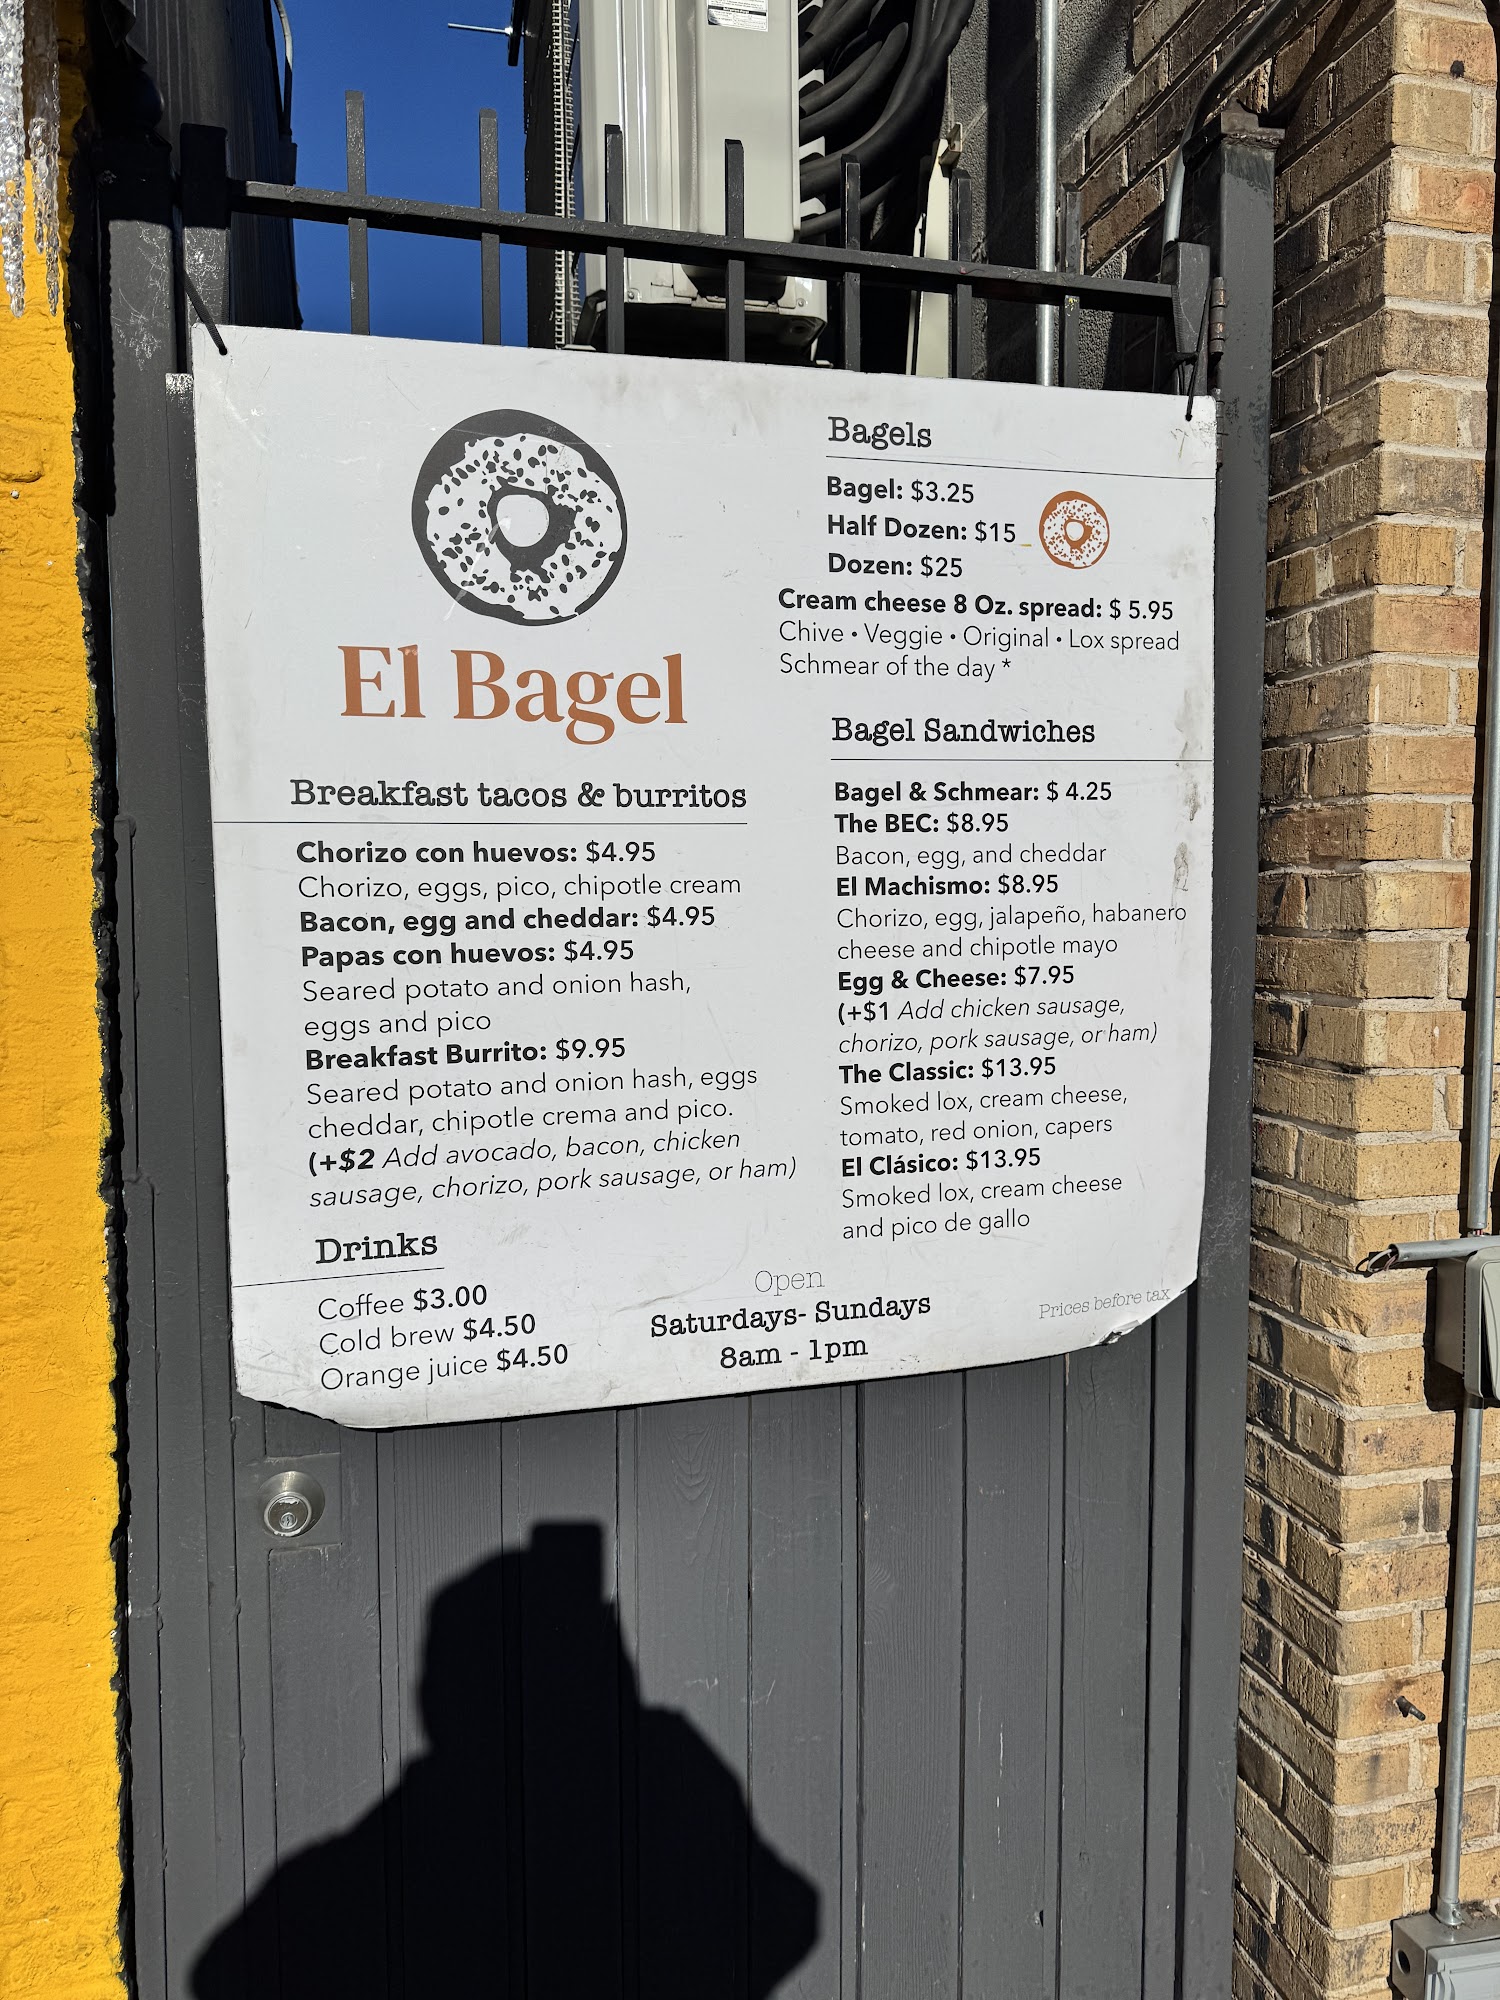 El Bagel
Breakfast tacos & burritos
Chorizo con huevos: $4.95
Chorizo, eggs, pico, chipotle cream
Bacon, egg and cheddar: $4.95
Papas con huevos: $4.95
Seared potato and onion hash,
eggs and pico
Breakfast Burrito: $9.95
Seared potato and onion hash, eggs
cheddar, chipotle crema and pico.
(+$2 Add avocado, bacon, chicken
sausage, chorizo, pork sausage, or ham)
Drinks
Coffee $3.00
Cold brew $4.50
Orange juice $4.50
Bagels
Bagel: $3.25
Half Dozen: $15
Dozen: $25
Cream cheese 8 Oz. spread: $ 5.95
Chive • Veggie • Original • Lox spread
Schmear of the day *
Bagel Sandwiches
Bagel & Schmear: $ 4.25
The BEC: $8.95
Bacon, egg, and cheddar
El Machismo: $8.95
Chorizo, egg, jalapeño, habanero
cheese and chipotle mayo
Egg & Cheese: $7.95
(+$1 Add chicken sausage,
chorizo, pork sausage, or ham)
The Classic: $13.95
Smoked lox, cream cheese,
tomato, red onion, capers
El Clásico: $13.95
Smoked lox, cream cheese
and pico de gallo
Open
Saturdays- Sundays
8am - 1pm
Prices before tax